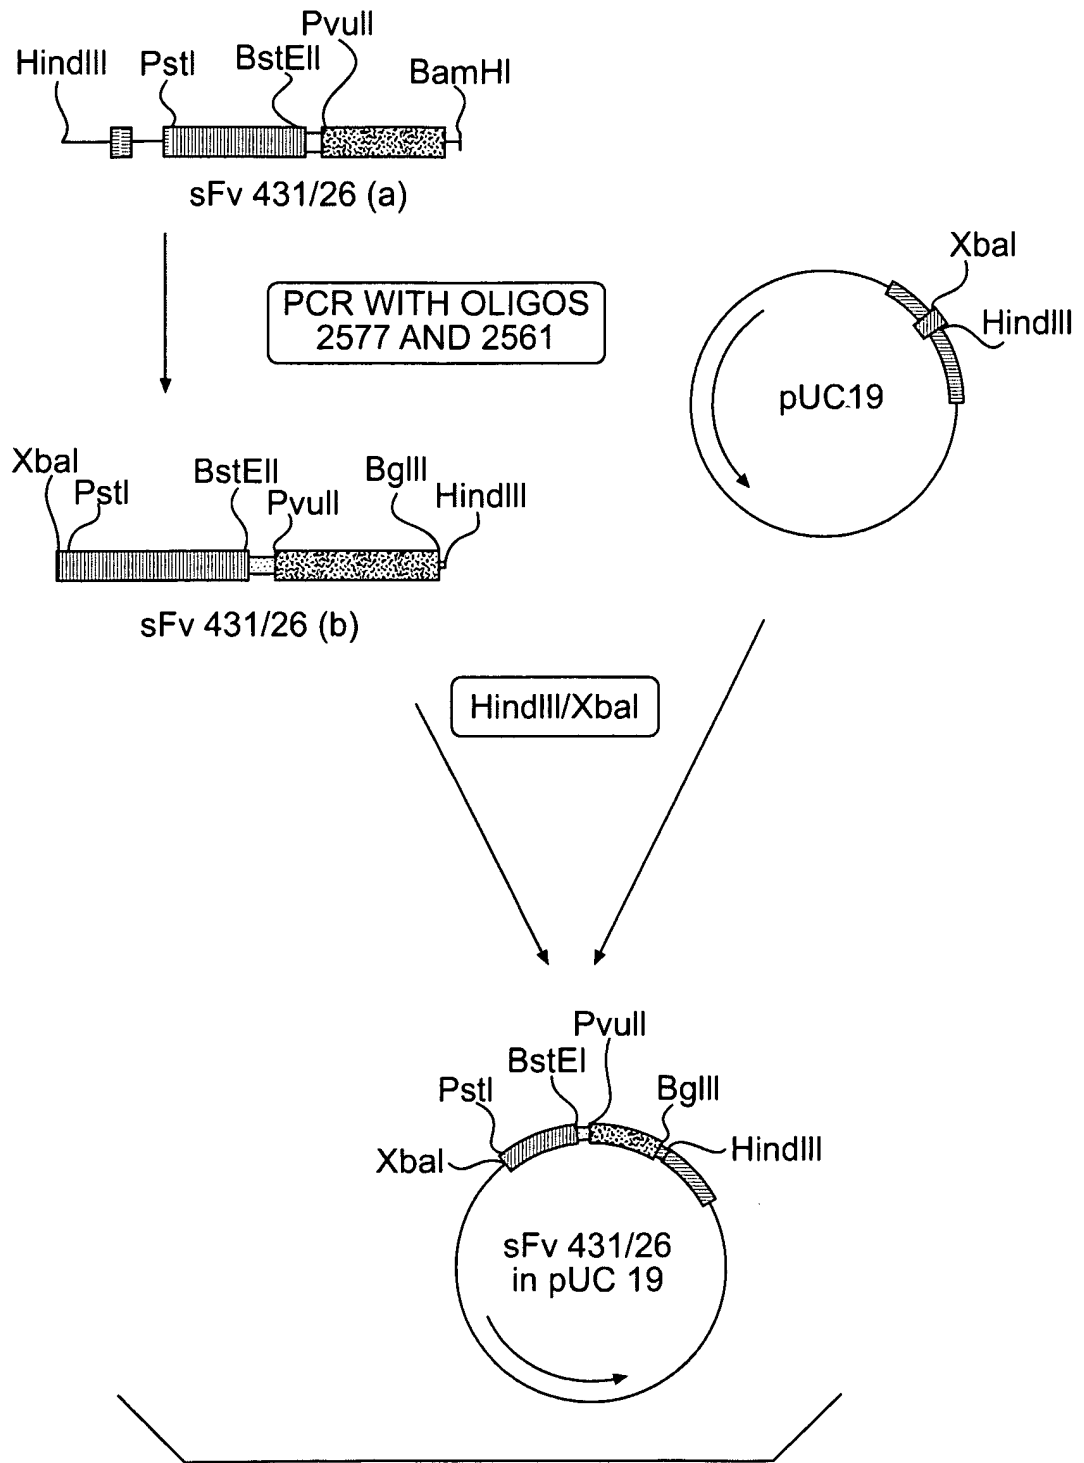 PvuII
HindIII PstI BstEII BamHI
sFv 431/26 (a)
XbaI
PCR WITH OLIGOS
2577 AND 2561
HindIII
pUC19
XbaI PstI BstEII PvuII BglII HindIII
sFv 431/26 (b)
HindIII/XbaI
PvuII
BstEI
PstI BglII
XbaI HindIII
sFv 431/26
in pUC 19